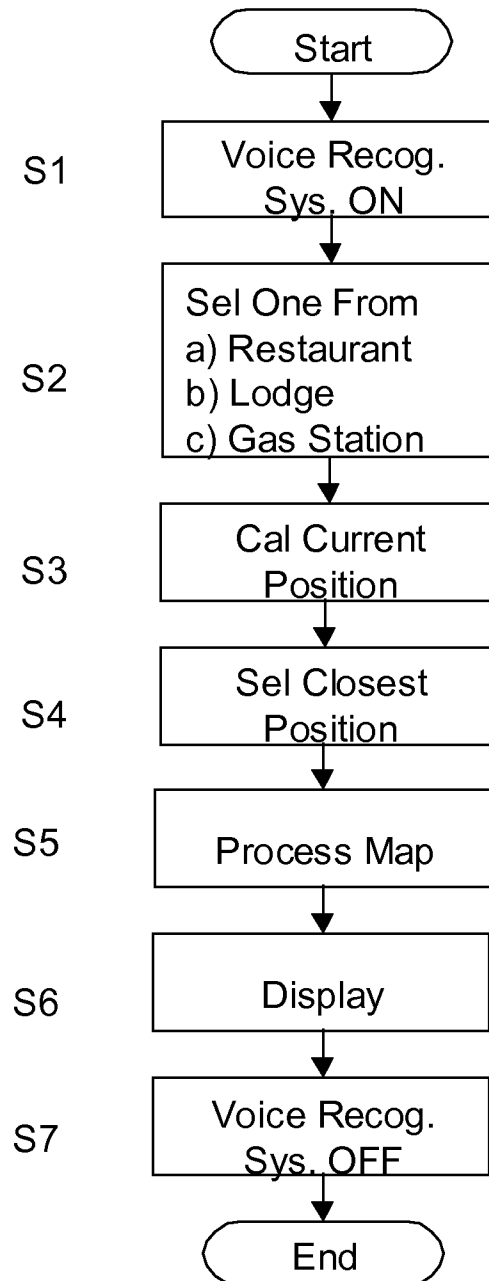 Start
S1
Voice Recog.
Sys. ON
S2
Sel One From
a) Restaurant
b) Lodge
c) Gas Station
S3
Cal Current
Position
S4
Sel Closest
Position
S5
Process Map
S6
Display
S7
Voice Recog.
Sys. OFF
End